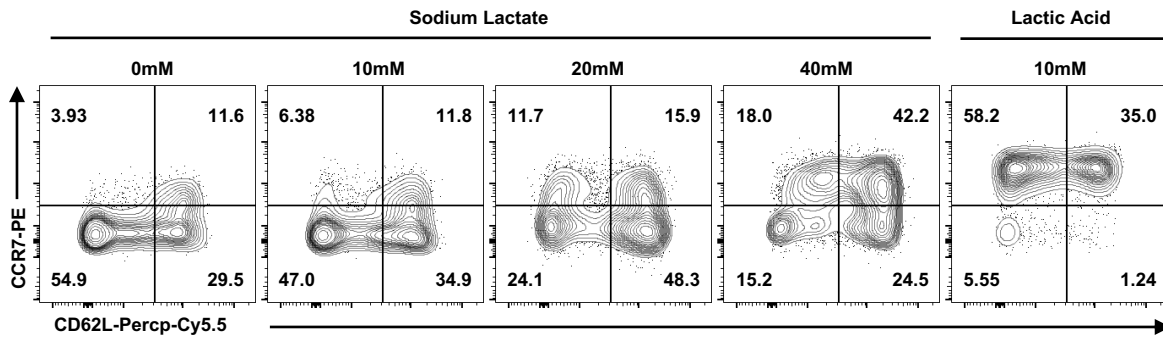 Sodium Lactate Lactic Acid
0mM 10mM 20mM 40mM 10mM
3.93 11.6 6.38 11.8 11.7 15.9 18.0 42.2 58.2 35.0
CCR7-PE
54.9 29.5 47.0 34.9 24.1 48.3 15.2 24.5 5.55 1.24
CD62L-Percp-Cy5.5